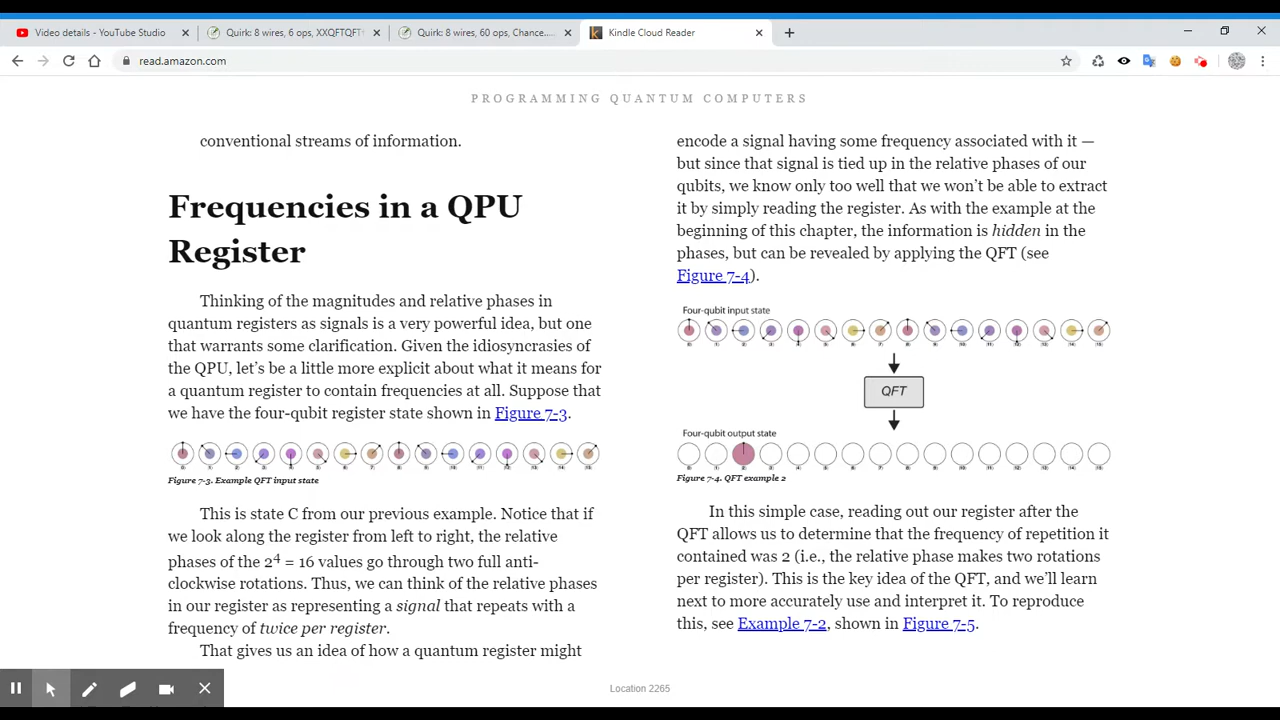 Video details - YouTube Studio
Quirk: 8 wires, 6 ops, XXQFTQFT†
Quirk: 8 wires, 60 ops, Chance....
Kindle Cloud Reader
read.amazon.com
PROGRAMMING QUANTUM COMPUTERS
conventional streams of information.
Frequencies in a QPU
Register
Thinking of the magnitudes and relative phases in
quantum registers as signals is a very powerful idea, but one
that warrants some clarification. Given the idiosyncrasies of
the QPU, let's be a little more explicit about what it means for
a quantum register to contain frequencies at all. Suppose that
we have the four-qubit register state shown in Figure 7-3.
Figure 7-3. Example QFT input state
This is state C from our previous example. Notice that if
we look along the register from left to right, the relative
phases of the 2⁴ = 16 values go through two full anti-
clockwise rotations. Thus, we can think of the relative phases
in our register as representing a signal that repeats with a
frequency of twice per register.
That gives us an idea of how a quantum register might
encode a signal having some frequency associated with it —
but since that signal is tied up in the relative phases of our
qubits, we know only too well that we won't be able to extract
it by simply reading the register. As with the example at the
beginning of this chapter, the information is hidden in the
phases, but can be revealed by applying the QFT (see
Figure 7-4).
Four-qubit input state
QFT
Four-qubit output state
Figure 7-4. QFT example 2
In this simple case, reading out our register after the
QFT allows us to determine that the frequency of repetition it
contained was 2 (i.e., the relative phase makes two rotations
per register). This is the key idea of the QFT, and we'll learn
next to more accurately use and interpret it. To reproduce
this, see Example 7-2, shown in Figure 7-5.
Location 2265